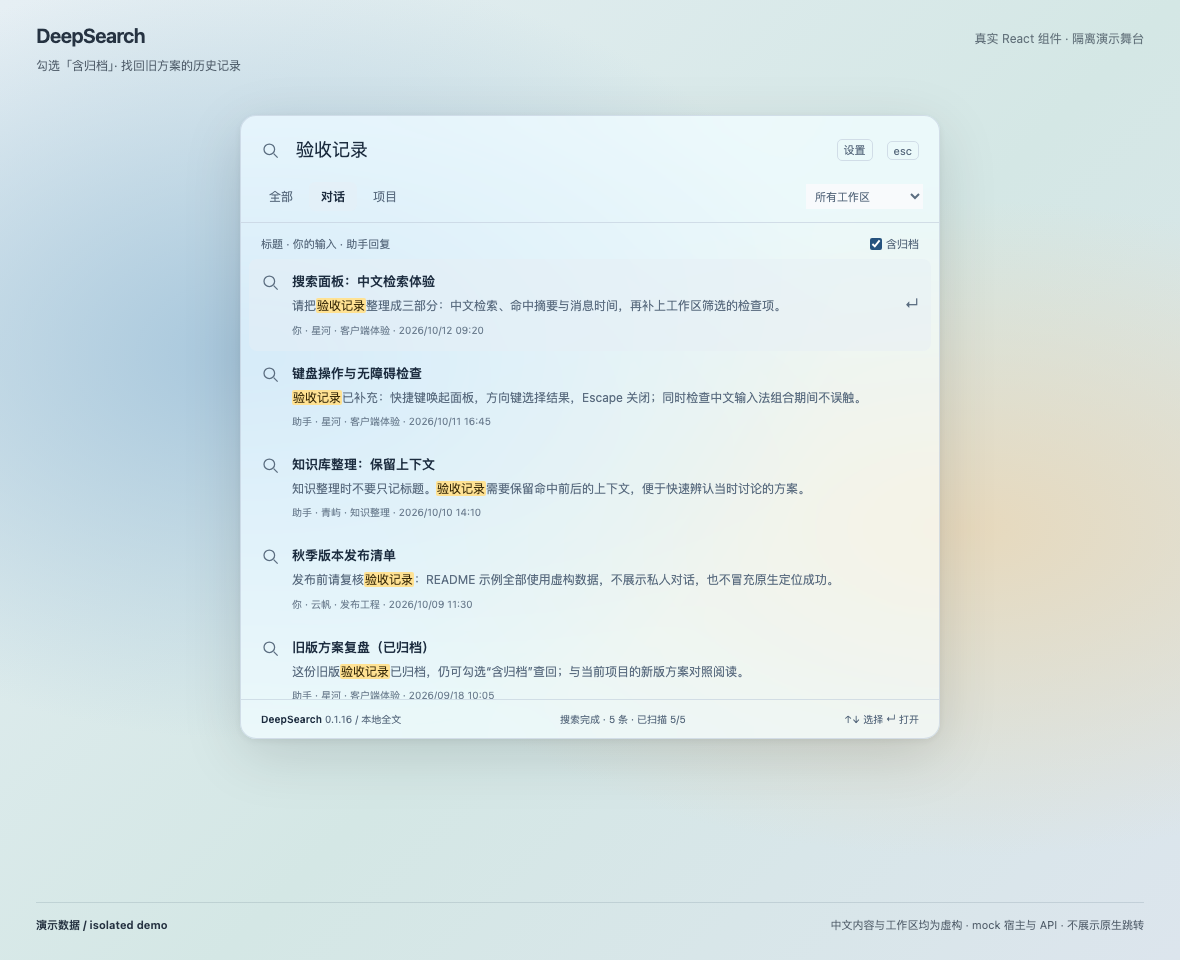 DeepSearch
真实 React 组件 · 隔离演示舞台
勾选「含归档」· 找回旧方案的历史记录
验收记录
设置
esc
全部
对话
项目
所有工作区
标题 · 你的输入 · 助手回复
含归档
搜索面板：中文检索体验
请把验收记录整理成三部分：中文检索、命中摘要与消息时间，再补上工作区筛选的检查项。
你 · 星河 · 客户端体验 · 2026/10/12 09:20
键盘操作与无障碍检查
验收记录已补充：快捷键唤起面板，方向键选择结果，Escape 关闭；同时检查中文输入法组合期间不误触。
助手 · 星河 · 客户端体验 · 2026/10/11 16:45
知识库整理：保留上下文
知识整理时不要只记标题。验收记录需要保留命中前后的上下文，便于快速辨认当时讨论的方案。
助手 · 青屿 · 知识整理 · 2026/10/10 14:10
秋季版本发布清单
发布前请复核验收记录：README 示例全部使用虚构数据，不展示私人对话，也不冒充原生定位成功。
你 · 云帆 · 发布工程 · 2026/10/09 11:30
旧版方案复盘（已归档）
这份旧版验收记录已归档，仍可勾选“含归档”查回；与当前项目的新版方案对照阅读。
助手 · 星河 · 客户端体验 · 2026/09/18 10:05
DeepSearch 0.1.16 / 本地全文
搜索完成 · 5 条 · 已扫描 5/5
↑↓ 选择 ↵ 打开
演示数据 / isolated demo
中文内容与工作区均为虚构 · mock 宿主与 API · 不展示原生跳转